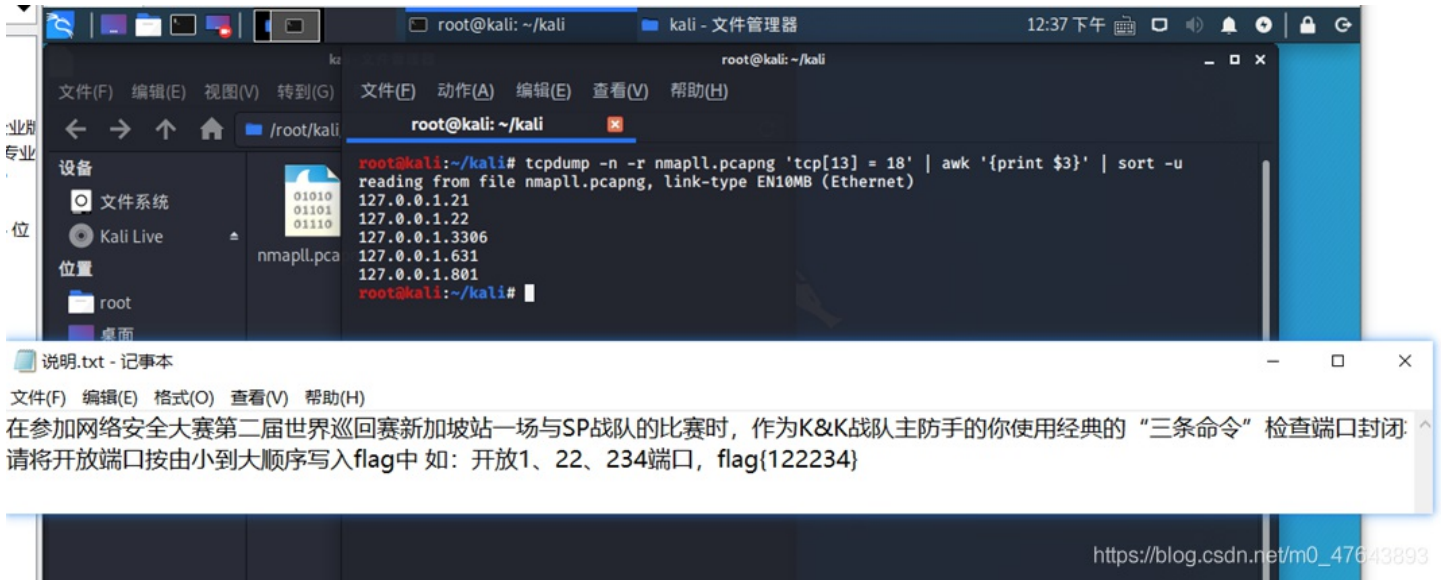 root@kali: ~/kali
kali - 文件管理器
12:37 下午
root@kali: ~/kali
文件(F) 编辑(E) 视图(V) 转到(G)
文件(F) 动作(A) 编辑(E) 查看(V) 帮助(H)
/root/kali
root@kali: ~/kali
设备
文件系统
Kali Live
位置
root
桌面
01010
01101
01110
nmapll.pca
root@kali:~/kali# tcpdump -n -r nmapll.pcapng 'tcp[13] = 18' | awk '{print $3}' | sort -u
reading from file nmapll.pcapng, link-type EN10MB (Ethernet)
127.0.0.1.21
127.0.0.1.22
127.0.0.1.3306
127.0.0.1.631
127.0.0.1.801
root@kali:~/kali#
业版
专业
位
说明.txt - 记事本
文件(F) 编辑(E) 格式(O) 查看(V) 帮助(H)
在参加网络安全大赛第二届世界巡回赛新加坡站一场与SP战队的比赛时，作为K&K战队主防手的你使用经典的“三条命令”检查端口封闭
请将开放端口按由小到大顺序写入flag中 如：开放1、22、234端口，flag{122234}
https://blog.csdn.net/m0_47643893